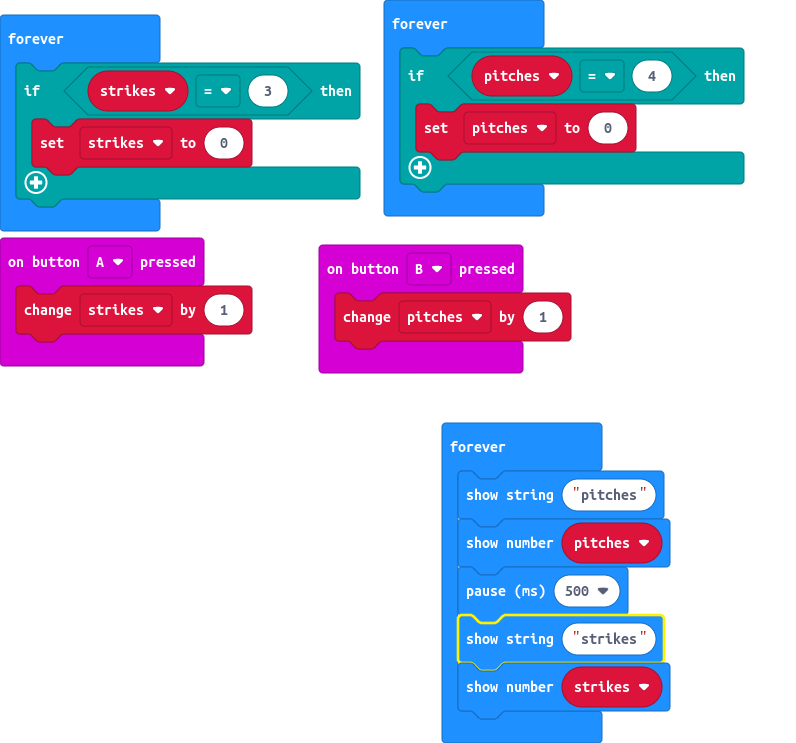 forever
if strikes = 3 then
set strikes to 0
forever
if pitches = 4 then
set pitches to 0
on button A pressed
change strikes by 1
on button B pressed
change pitches by 1
forever
show string "pitches"
show number pitches
pause (ms) 500
show string "strikes"
show number strikes